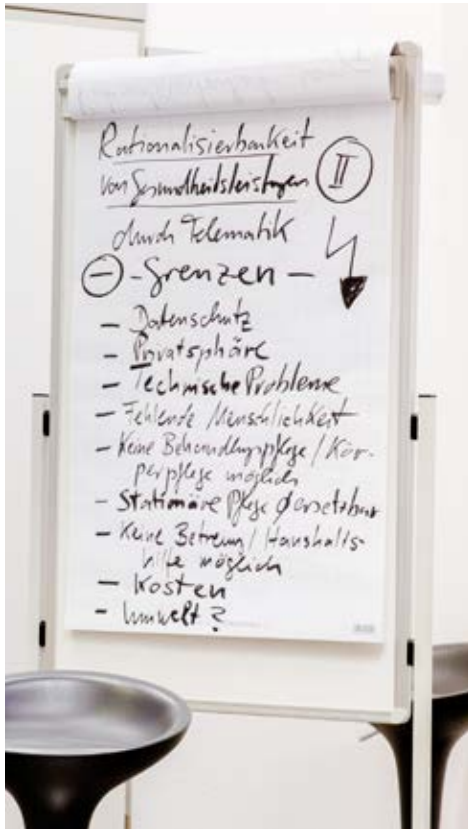 Rationalisierbarkeit
von Gesundheitsleistungen II
durch Telematik
- Grenzen -
- Datenschutz
- Privatsphäre
- Technische Probleme
- Fehlende Menschlichkeit
- Keine Behandlungspflege / Kör-
perpflege möglich
- Stationäre Pflege Ø ersetzbar
- Keine Betreuung / Haushalts-
hilfe möglich
- Kosten
- Umwelt?